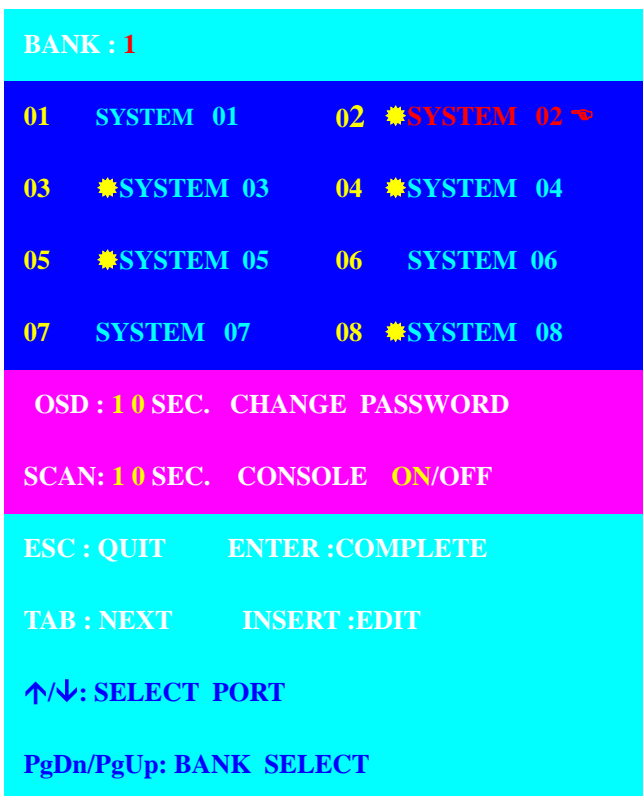 BANK : 1
01 SYSTEM 01 02 SYSTEM 02
03 SYSTEM 03 04 SYSTEM 04
05 SYSTEM 05 06 SYSTEM 06
07 SYSTEM 07 08 SYSTEM 08
OSD : 1 0 SEC. CHANGE PASSWORD
SCAN: 1 0 SEC. CONSOLE ON/OFF
ESC : QUIT ENTER :COMPLETE
TAB : NEXT INSERT :EDIT
↑/↓: SELECT PORT
PgDn/PgUp: BANK SELECT